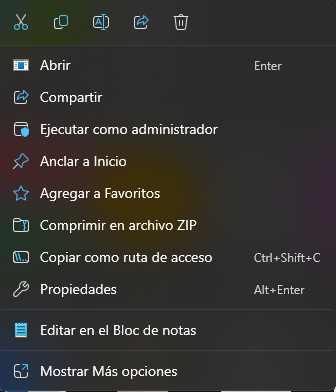 Abrir Enter
Compartir
Ejecutar como administrador
Anclar a Inicio
Agregar a Favoritos
Comprimir en archivo ZIP
Copiar como ruta de acceso Ctrl+Shift+C
Propiedades Alt+Enter
Editar en el Bloc de notas
Mostrar Más opciones